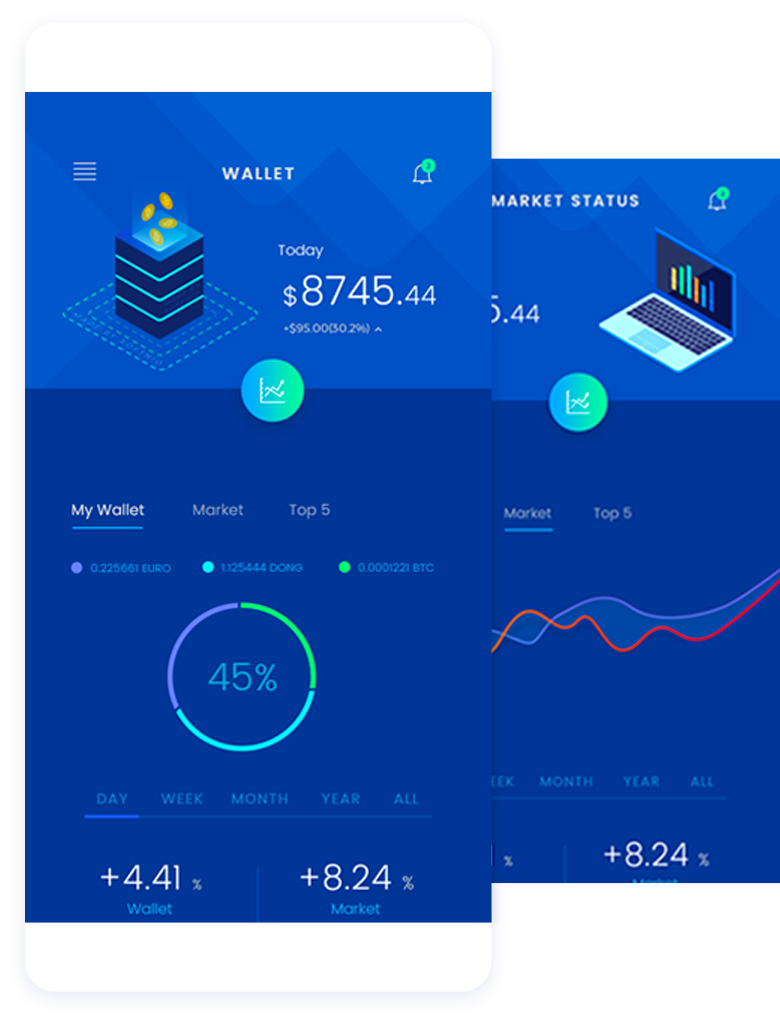 WALLET
2
Today
$8745.44
+$95.00(30.2%)
My Wallet Market Top 5
0.225661 EURO 1.125444 DONG 0.0001221 BTC
45%
DAY WEEK MONTH YEAR ALL
+4.41 % +8.24 %
Wallet Market
MARKET STATUS
5.44
Market Top 5
EEK MONTH YEAR ALL
% +8.24 %
Market